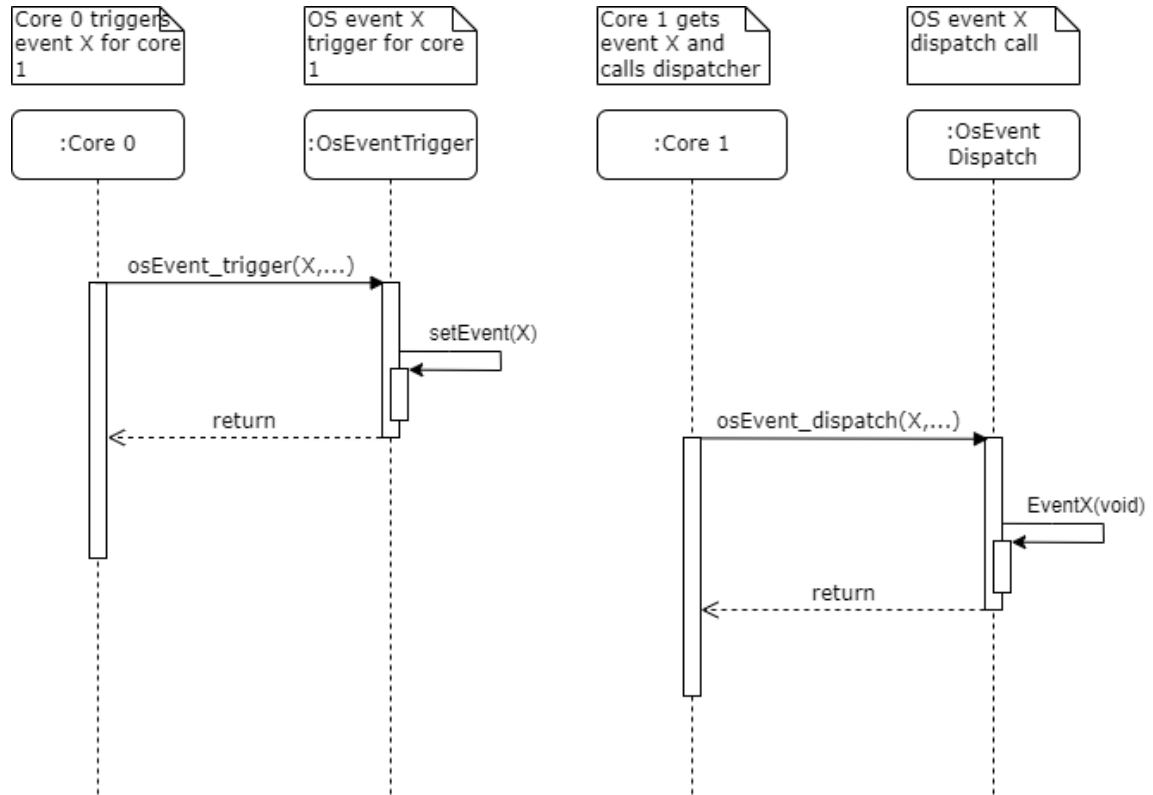 Core 0 triggers
event X for core
1
OS event X
trigger for core
1
Core 1 gets
event X and
calls dispatcher
OS event X
dispatch call
:Core 0
:OsEventTrigger
:Core 1
:OsEvent
Dispatch
osEvent_trigger(X,...)
setEvent(X)
return
osEvent_dispatch(X,...)
EventX(void)
return